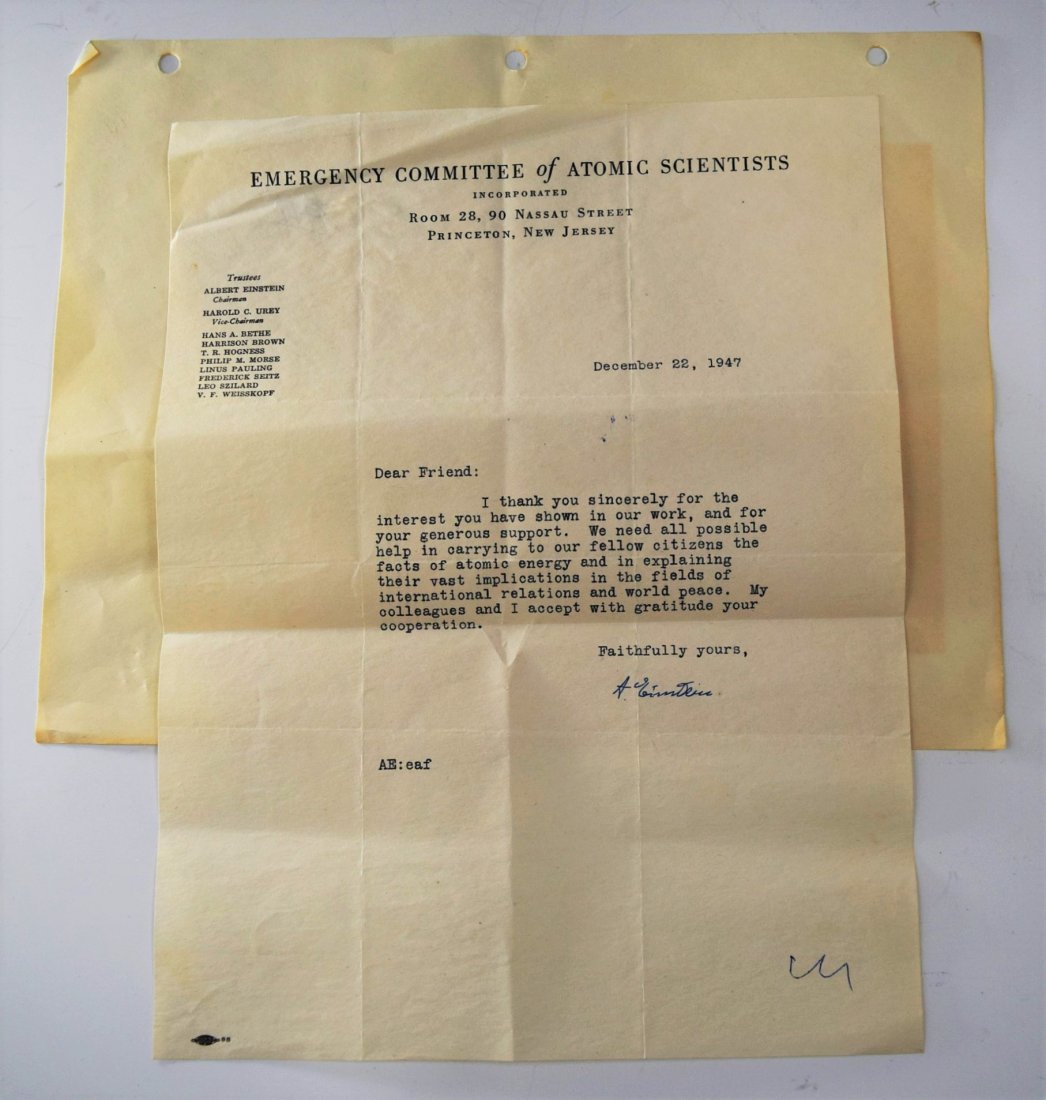 EMERGENCY COMMITTEE of ATOMIC SCIENTISTS
INCORPORATED
ROOM 28, 90 NASSAU STREET
PRINCETON, NEW JERSEY
Trustees
ALBERT EINSTEIN
Chairman
HAROLD C. UREY
Vice-Chairman
HANS A. BETHE
HARRISON BROWN
T. R. HOGNESS
PHILIP M. MORSE
LINUS PAULING
FREDERICK SEITZ
LEO SZILARD
V. F. WEISSKOPF
December 22, 1947
Dear Friend:
I thank you sincerely for the
interest you have shown in our work, and for
your generous support. We need all possible
help in carrying to our fellow citizens the
facts of atomic energy and in explaining
their vast implications in the fields of
international relations and world peace. My
colleagues and I accept with gratitude your
cooperation.
Faithfully yours,
A. Einstein.
AE:eaf